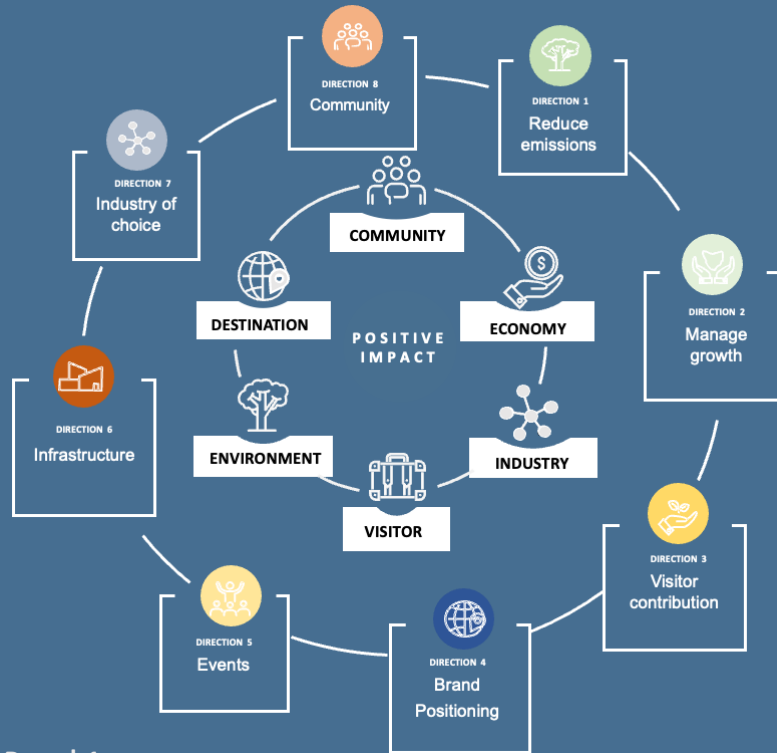 DIRECTION 8
Community
DIRECTION 1
Reduce
emissions
DIRECTION 7
Industry of
choice
DIRECTION 2
Manage
growth
DIRECTION 6
Infrastructure
DIRECTION 3
Visitor
contribution
DIRECTION 5
Events
DIRECTION 4
Brand
Positioning
COMMUNITY
DESTINATION
ECONOMY
POSITIVE
IMPACT
ENVIRONMENT
INDUSTRY
VISITOR